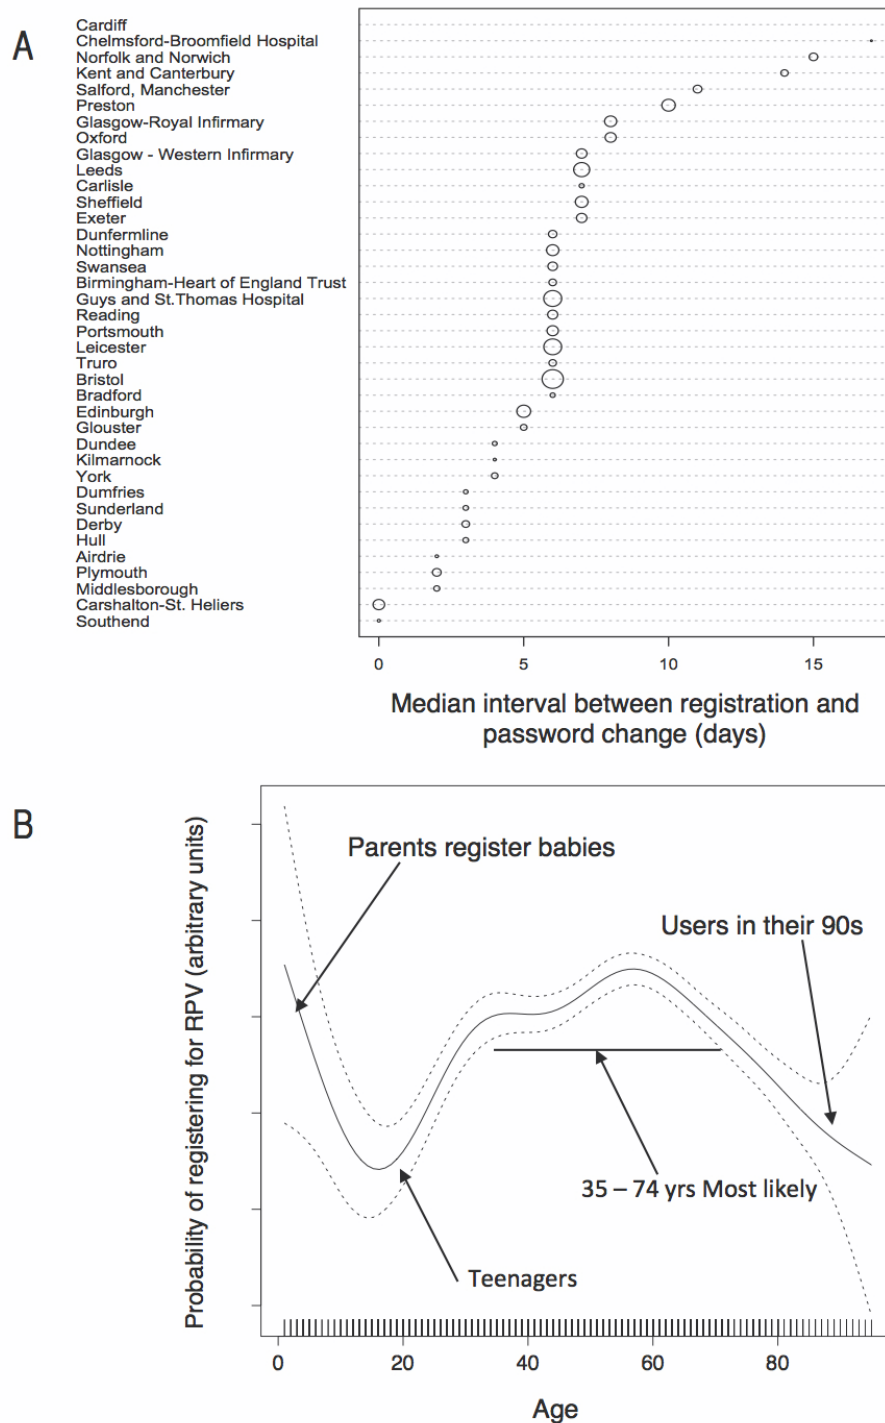 A
Cardiff
Chelmsford-Broomfield Hospital
Norfolk and Norwich
Kent and Canterbury
Salford, Manchester
Preston
Glasgow-Royal Infirmary
Oxford
Glasgow - Western Infirmary
Leeds
Carlisle
Sheffield
Exeter
Dunfermline
Nottingham
Swansea
Birmingham-Heart of England Trust
Guys and St.Thomas Hospital
Reading
Portsmouth
Leicester
Truro
Bristol
Bradford
Edinburgh
Glouster
Dundee
Kilmarnock
York
Dumfries
Sunderland
Derby
Hull
Airdrie
Plymouth
Middlesborough
Carshalton-St. Heliers
Southend
0 5 10 15
Median interval between registration and
password change (days)
B
Probability of registering for RPV (arbitrary units)
Parents register babies
Users in their 90s
35 – 74 yrs Most likely
Teenagers
0 20 40 60 80
Age